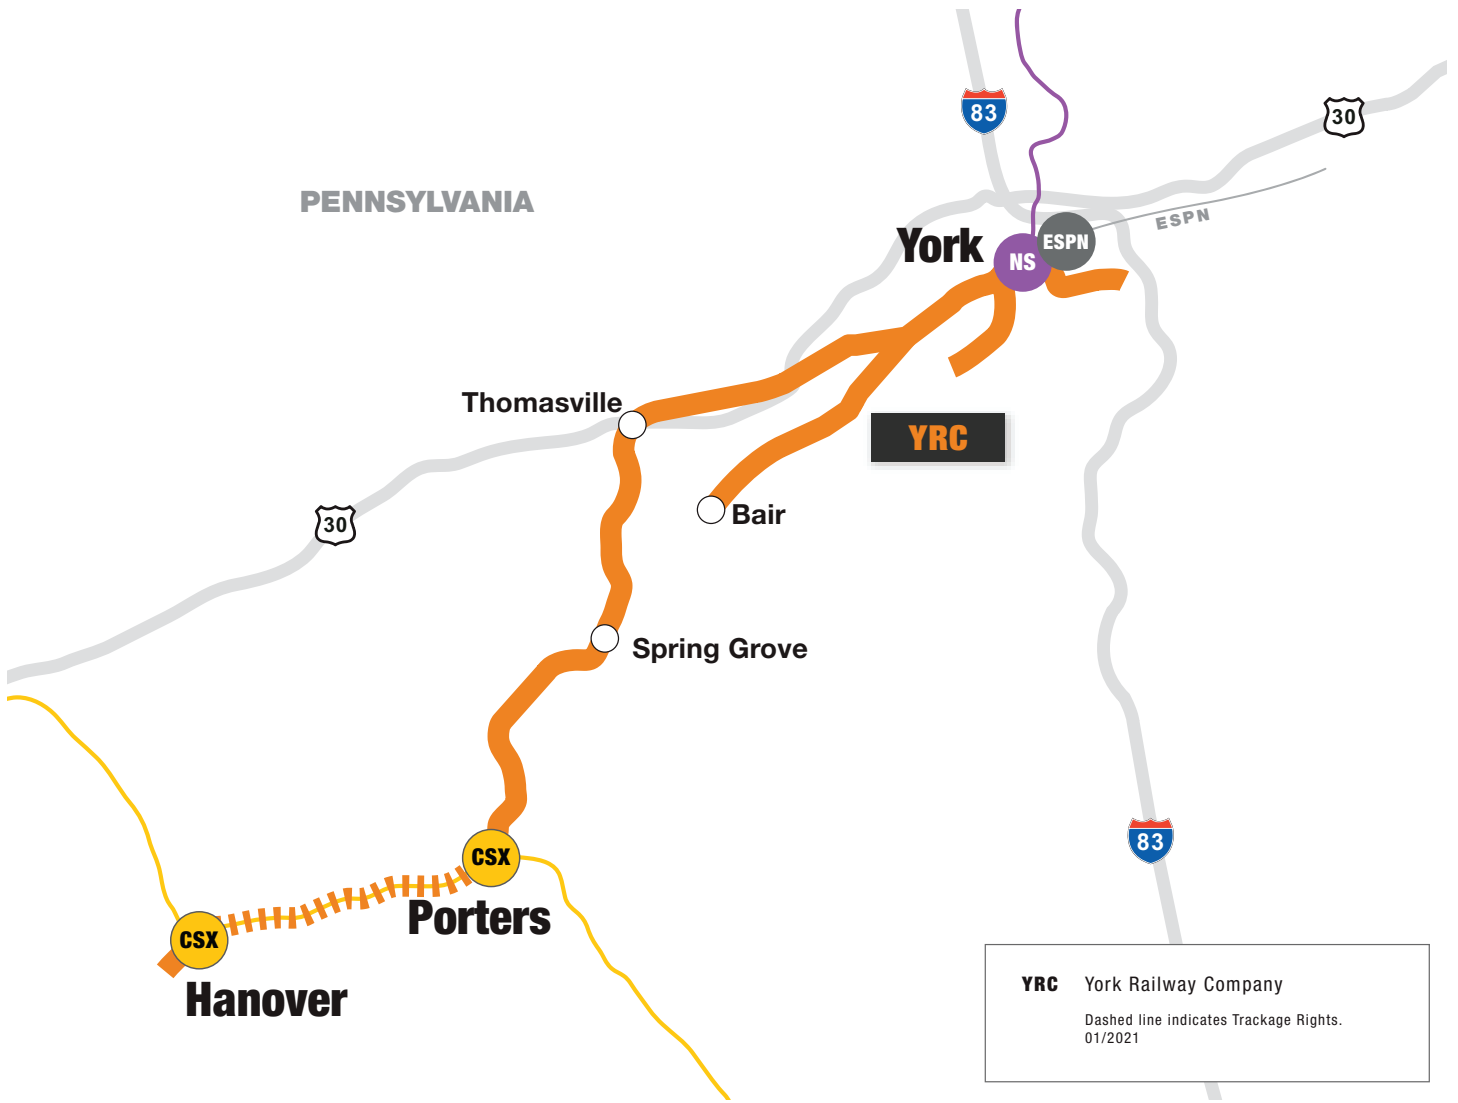 83
30
PENNSYLVANIA
ESPN
York
ESPN
NS
Thomasville
YRC
Bair
30
Spring Grove
83
CSX
Porters
CSX
Hanover
YRC York Railway Company
Dashed line indicates Trackage Rights.
01/2021